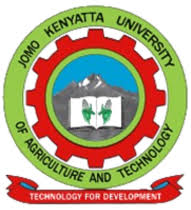 JOMO KENYATTA UNIVERSITY
OF AGRICULTURE AND TECHNOLOGY
TECHNOLOGY FOR DEVELOPMENT